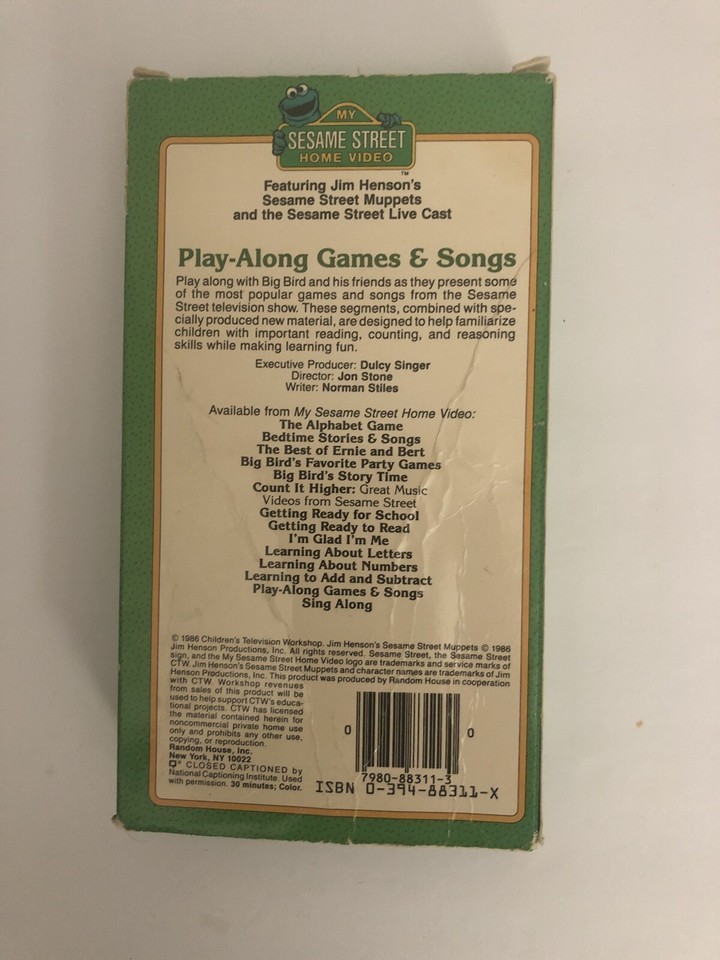 MY
SESAME STREET
HOME VIDEO
TM
Featuring Jim Henson's
Sesame Street Muppets
and the Sesame Street Live Cast
Play-Along Games & Songs
Play along with Big Bird and his friends as they present some
of the most popular games and songs from the Sesame
Street television show. These segments, combined with spe-
cially produced new material, are designed to help familiarize
children with important reading, counting, and reasoning
skills while making learning fun.
Executive Producer: Dulcy Singer
Director: Jon Stone
Writer: Norman Stiles
Available from My Sesame Street Home Video:
The Alphabet Game
Bedtime Stories & Songs
The Best of Ernie and Bert
Big Bird's Favorite Party Games
Big Bird's Story Time
Count It Higher: Great Music
Videos from Sesame Street
Getting Ready for School
Getting Ready to Read
I'm Glad I'm Me
Learning About Letters
Learning About Numbers
Learning to Add and Subtract
Play-Along Games & Songs
Sing Along
© 1986 Children's Television Workshop. Jim Henson's Sesame Street Muppets © 1986
Jim Henson Productions, Inc. All rights reserved. Sesame Street, the Sesame Street
sign, and the My Sesame Street Home Video logo are trademarks and service marks of
CTW. Jim Henson's Sesame Street Muppets and character names are trademarks of Jim
Henson Productions, Inc. This product was produced by Random House in cooperation
with CTW. Workshop revenues
from sales of this product will be
used to help support CTW's educa-
tional projects. CTW has licensed
the material contained herein for
noncommercial private home use
only and prohibits any other use,
copying, or reproduction.
Random House, Inc.
New York, NY 10022
CLOSED CAPTIONED by
National Captioning Institute. Used
with permission. 30 minutes; Color.
0 0
7980-88311-3
ISBN 0-394-88311-X